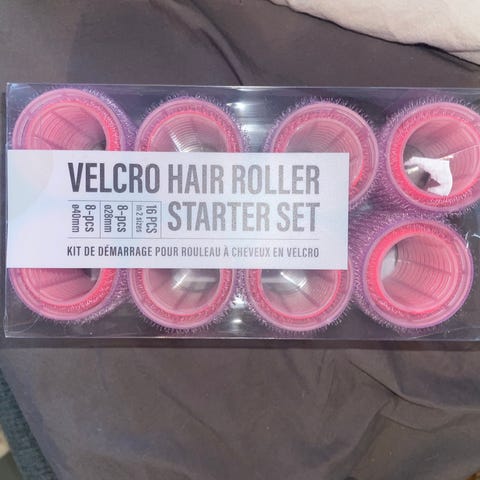 VELCRO HAIR ROLLER
STARTER SET
16 PCS
in 2 sizes
8-pcs
ø28mm
8-pcs
ø40mm
KIT DE DÉMARRAGE POUR ROULEAU À CHEVEUX EN VELCRO